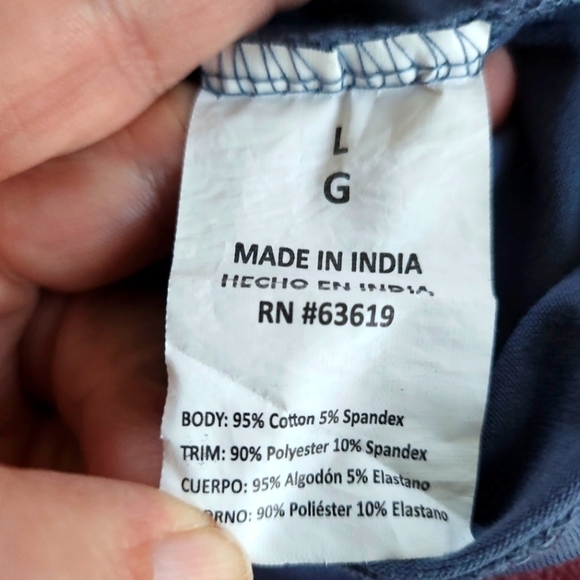 L
G
MADE IN INDIA
HECHO EN INDIA
RN #63619
BODY: 95% Cotton 5% Spandex
TRIM: 90% Polyester 10% Spandex
CUERPO: 95% Algodón 5% Elastano
90% Poliéster 10% Elastano